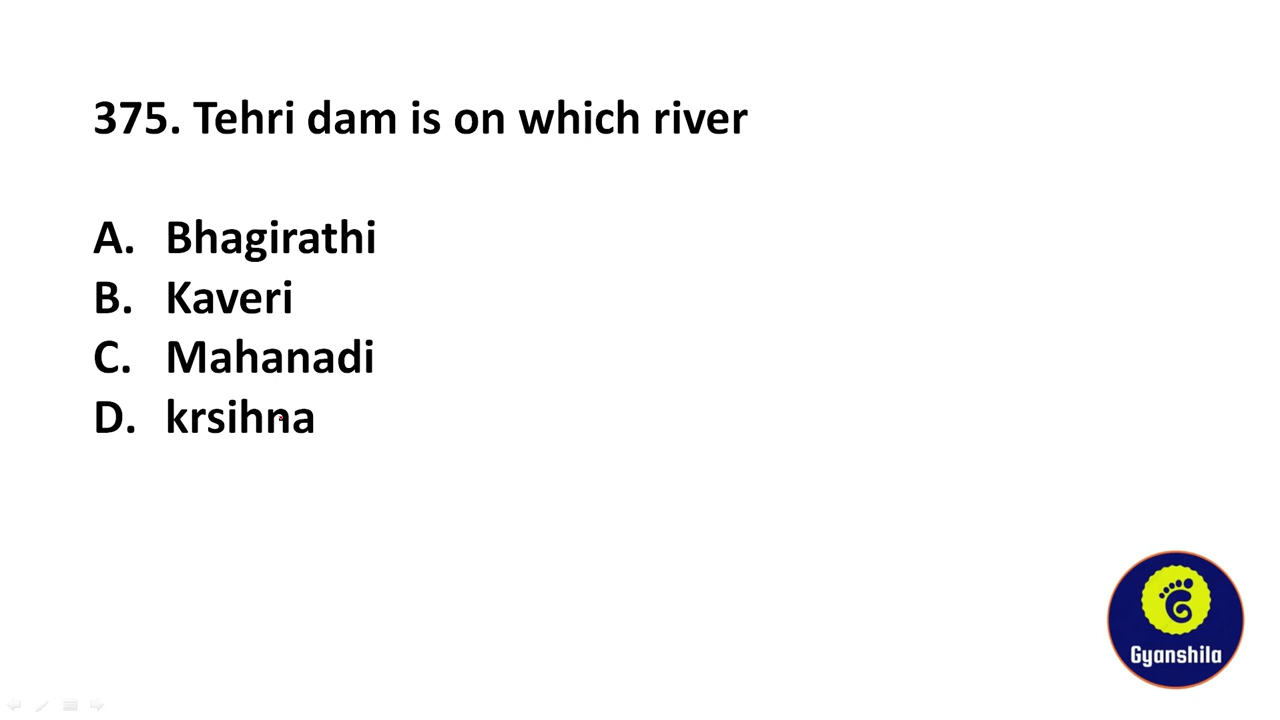 375. Tehri dam is on which river
A. Bhagirathi
B. Kaveri
C. Mahanadi
D. krsihna
Gyanshila